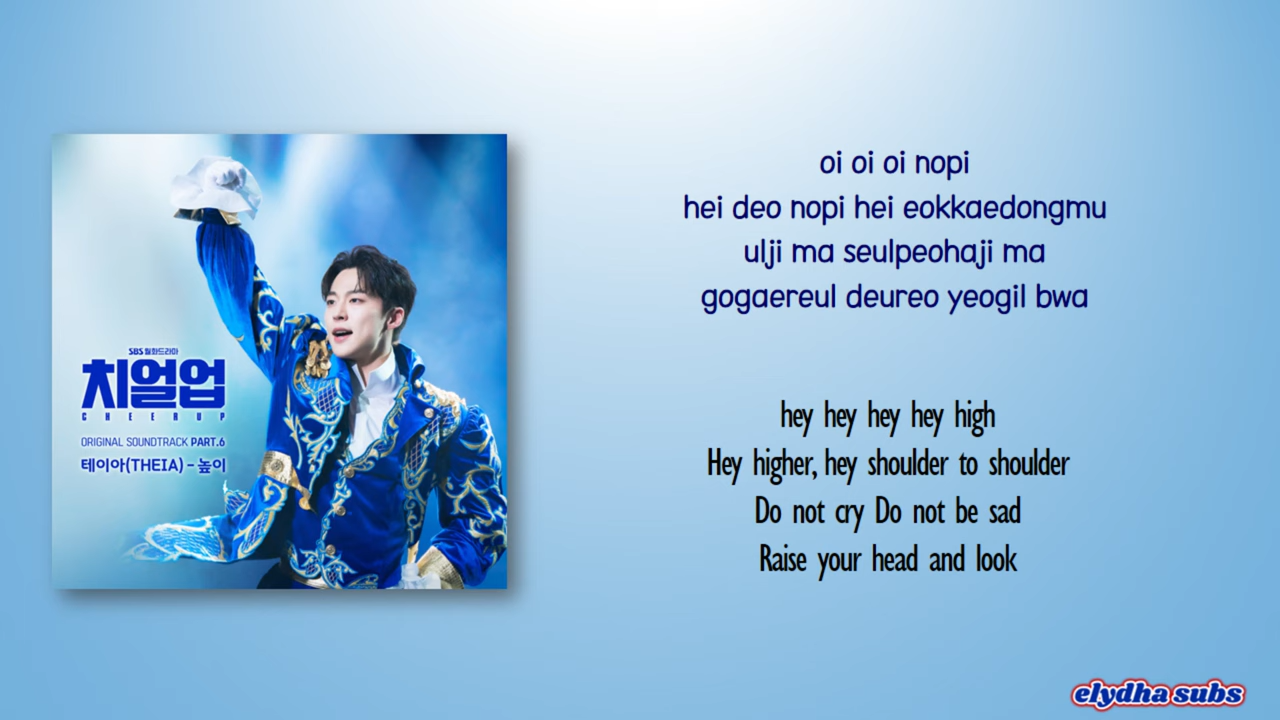 SBS 월화드라마
치얼업
CHEERUP
ORIGINAL SOUNDTRACK PART.6
테이아(THEIA) - 높이
oi oi oi nopi
hei deo nopi hei eokkaedongmu
ulji ma seulpeohaji ma
gogaereul deureo yeogil bwa
hey hey hey hey high
Hey higher, hey shoulder to shoulder
Do not cry Do not be sad
Raise your head and look
elydha subs